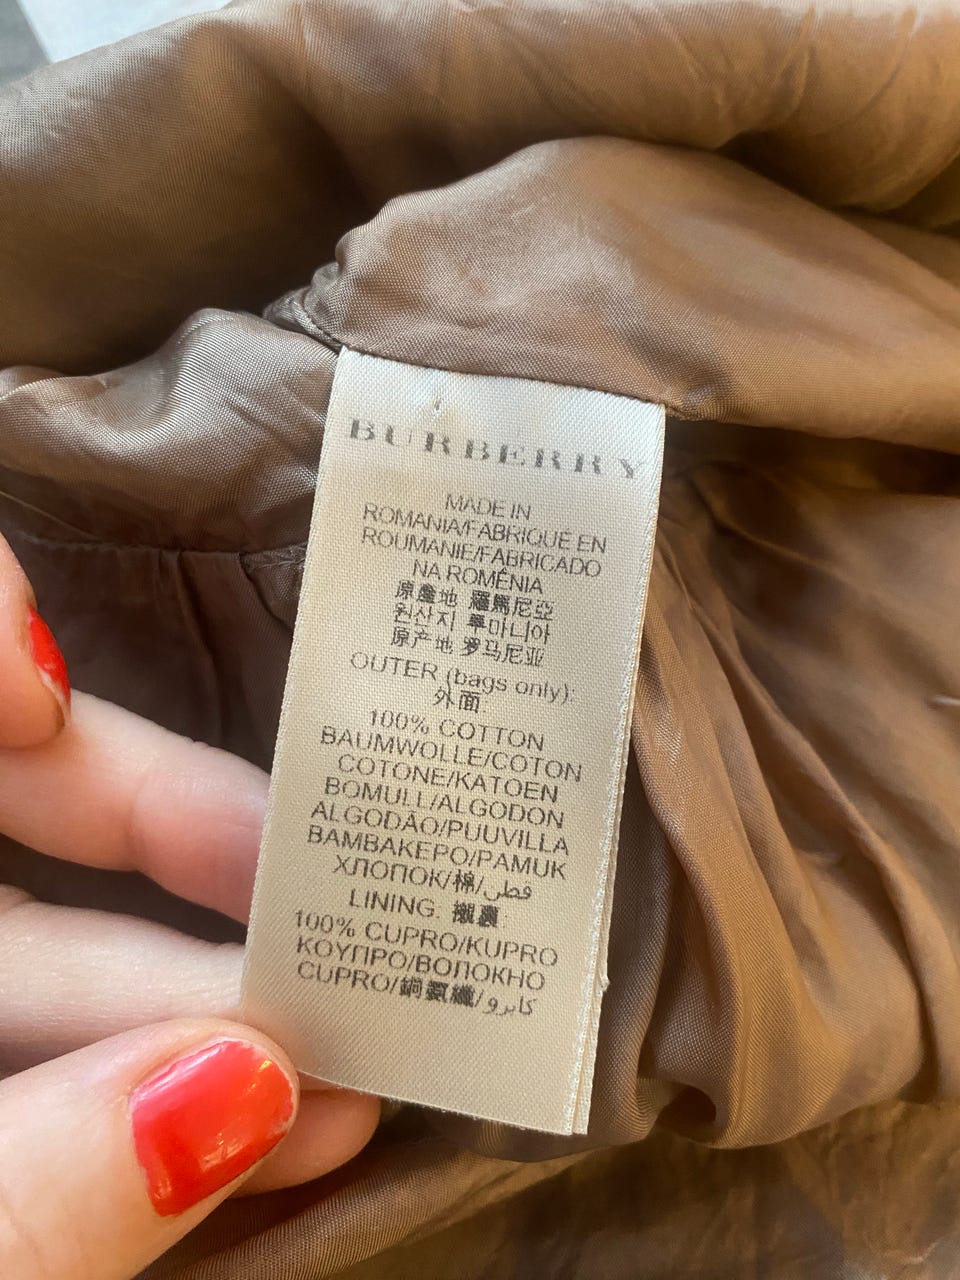 BURBERRY
MADE IN
ROMANIA/FABRIQUÉ EN
ROUMANIE/FABRICADO
NA ROMÉNIA
原產地 羅馬尼亞
원산지 루마니아
原产地 罗马尼亚
OUTER (bags only):
外面
100% COTTON
BAUMWOLLE/COTON
COTONE/KATOEN
BOMULL/ALGODON
ALGODÃO/PUUVILLA
ΒΑΜΒΑΚΕΡΟ/PAMUK
ХЛОПОК/棉/قطن
LINING: 襯裏:
100% CUPRO/KUPRO
ΚΟΥΠΡΟ/ВОЛОКНО
CUPRO/銅氨纖/كابرو